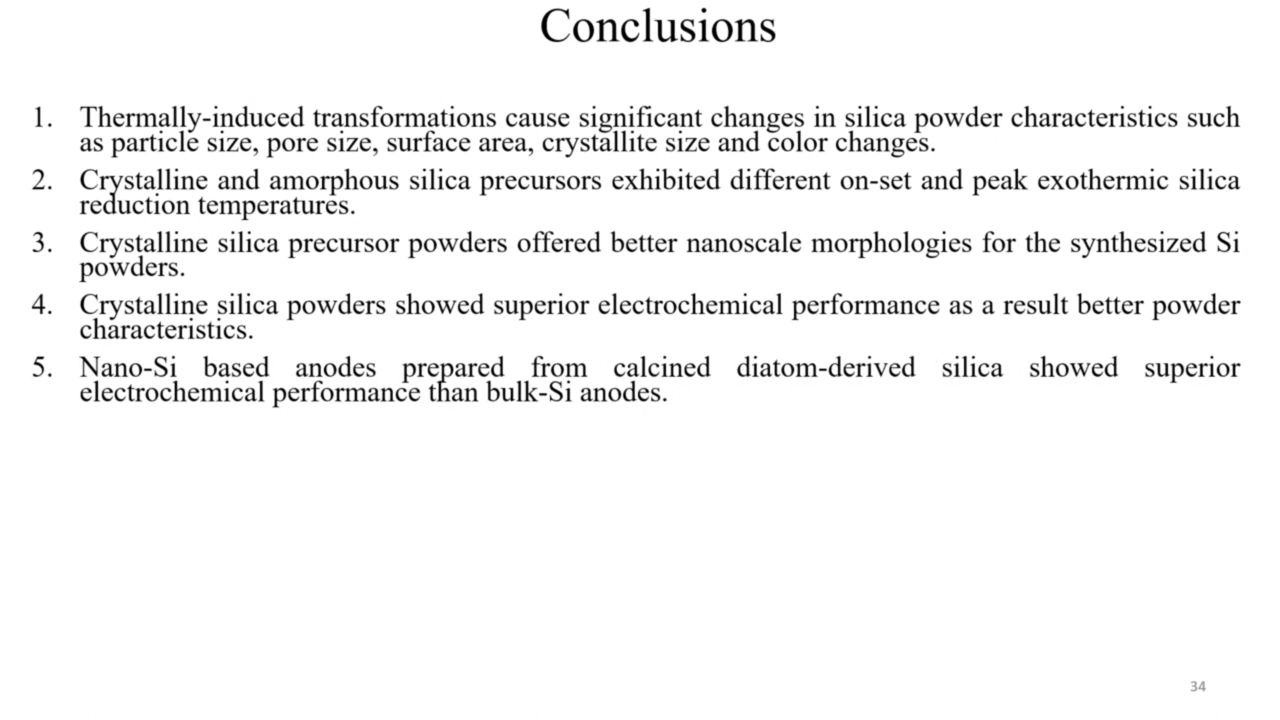 Conclusions
1. Thermally-induced transformations cause significant changes in silica powder characteristics such
as particle size, pore size, surface area, crystallite size and color changes.
2. Crystalline and amorphous silica precursors exhibited different on-set and peak exothermic silica
reduction temperatures.
3. Crystalline silica precursor powders offered better nanoscale morphologies for the synthesized Si
powders.
4. Crystalline silica powders showed superior electrochemical performance as a result better powder
characteristics.
5. Nano-Si based anodes prepared from calcined diatom-derived silica showed superior
electrochemical performance than bulk-Si anodes.
34